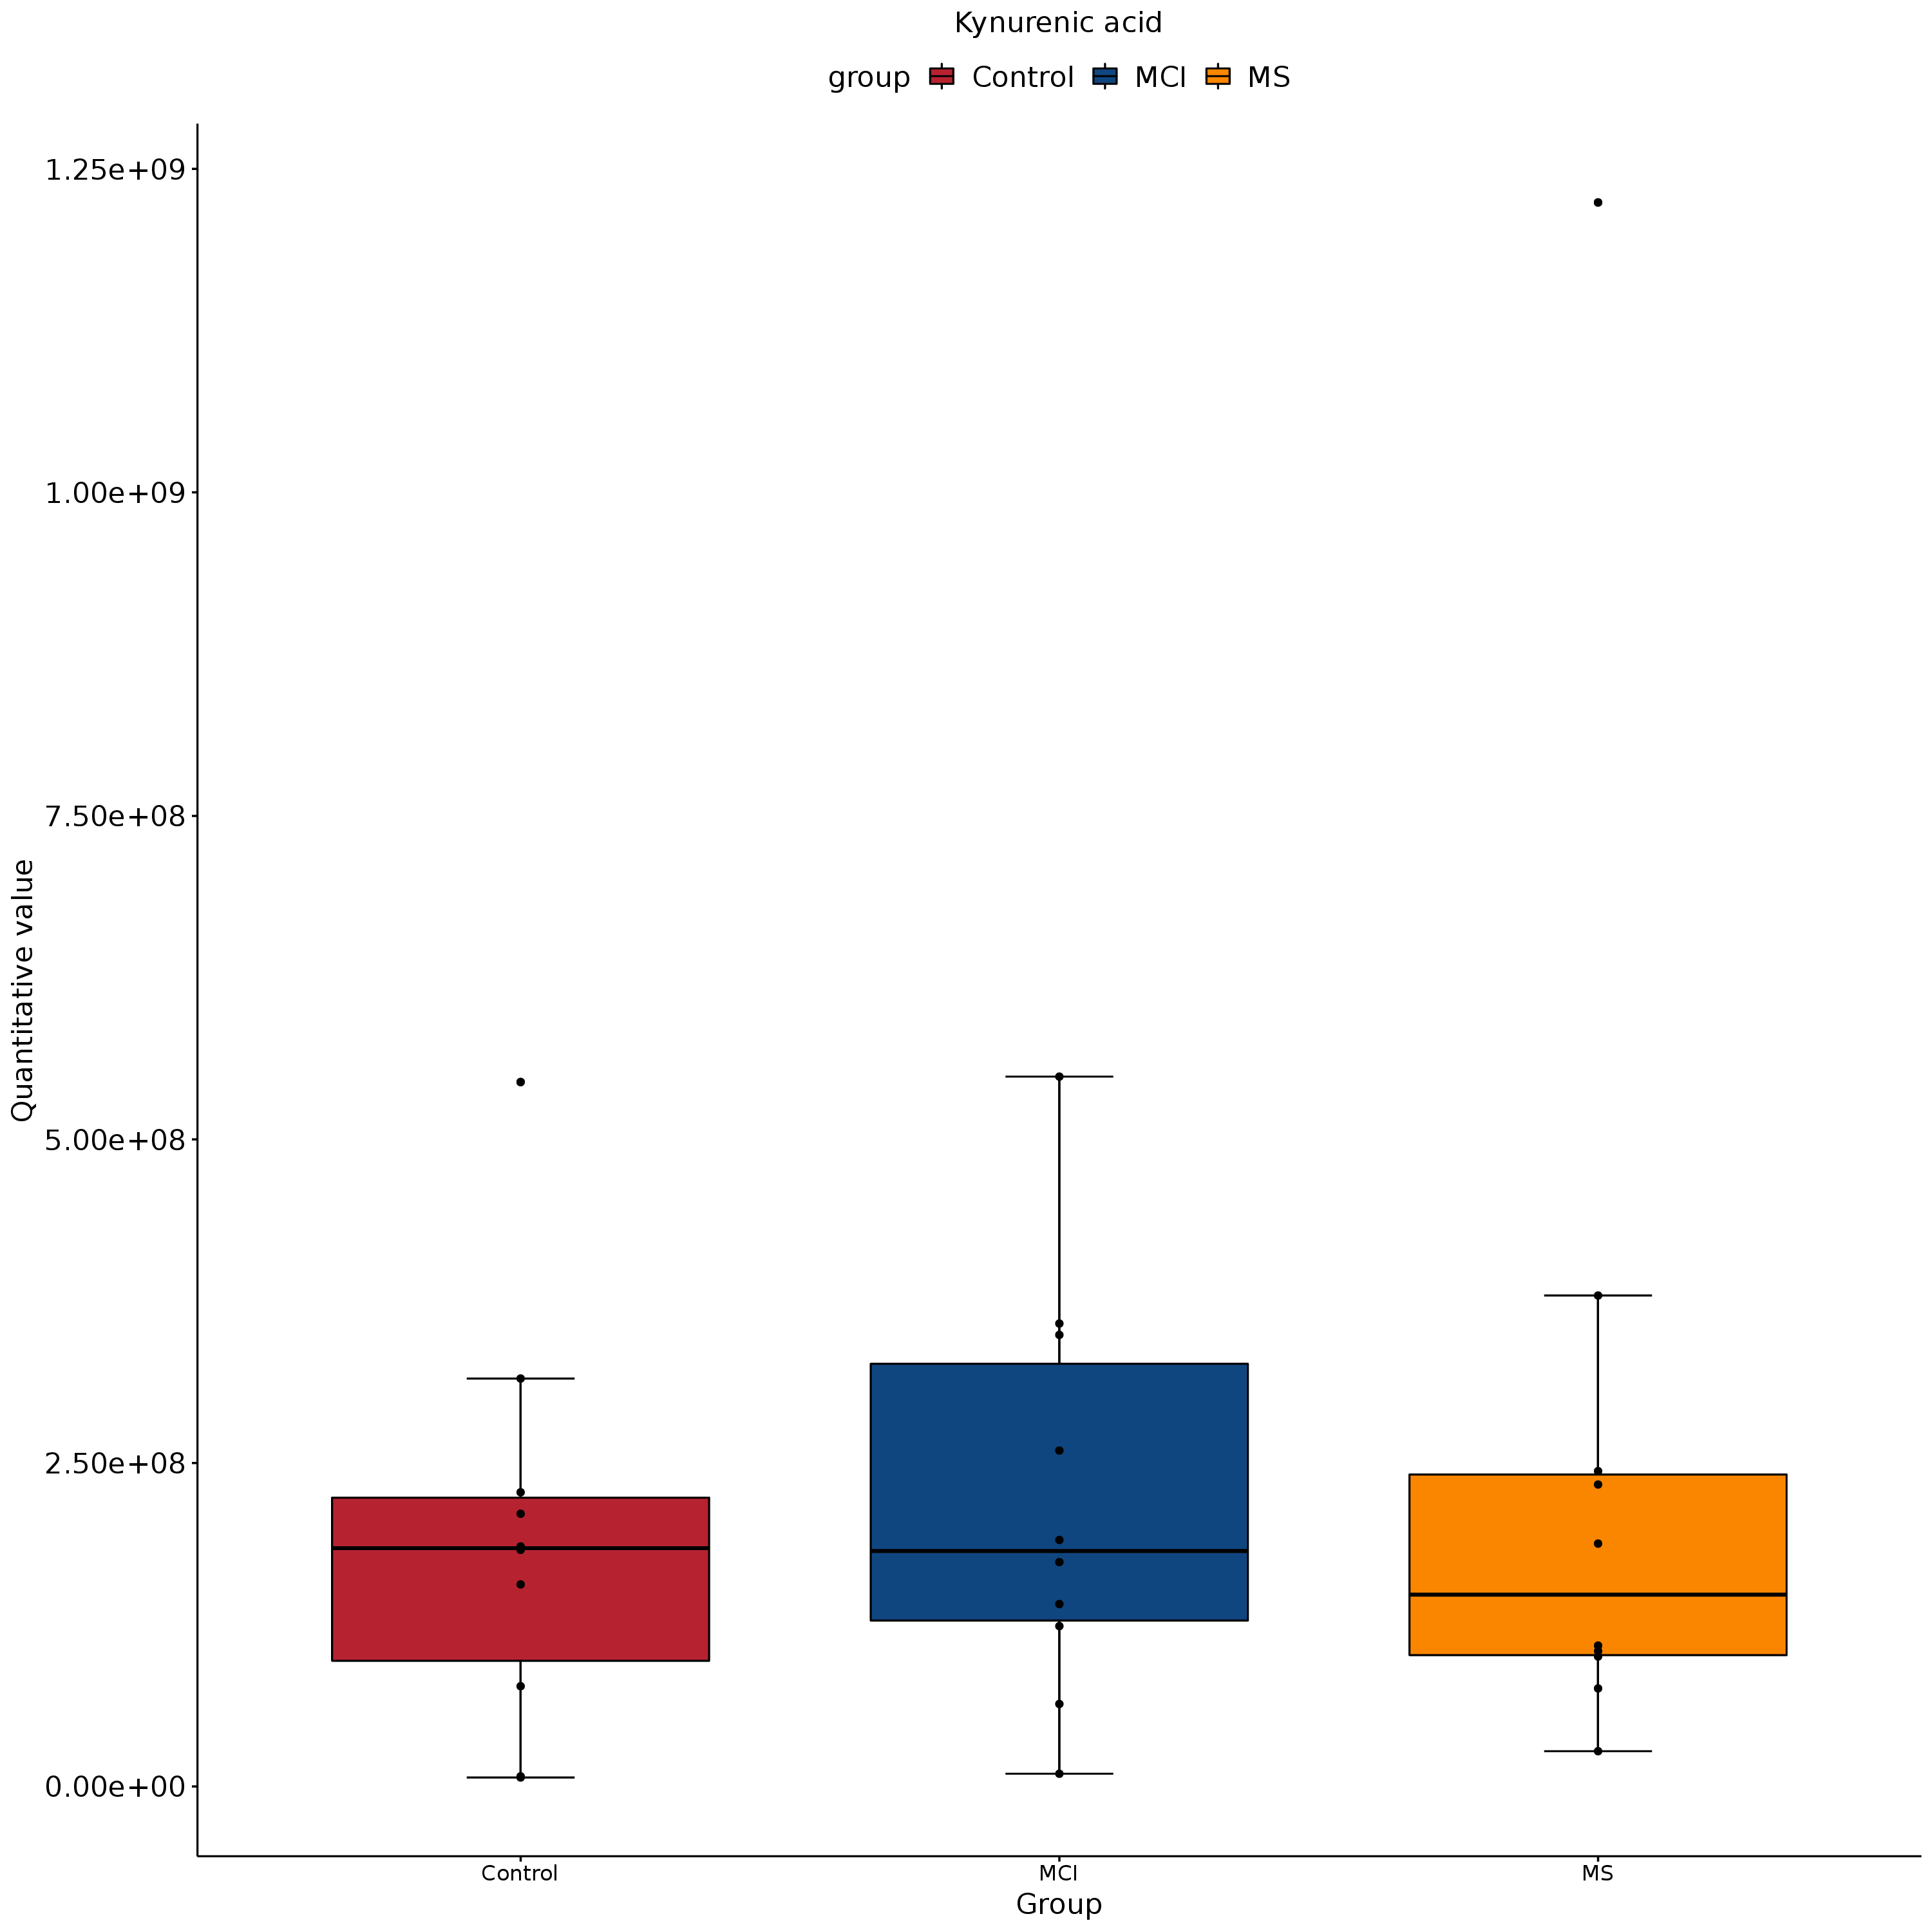 Kynurenic acid
group Control MCI MS
1.25e+09
1.00e+09
7.50e+08
5.00e+08
2.50e+08
0.00e+00
Quantitative value
Control MCI MS
Group